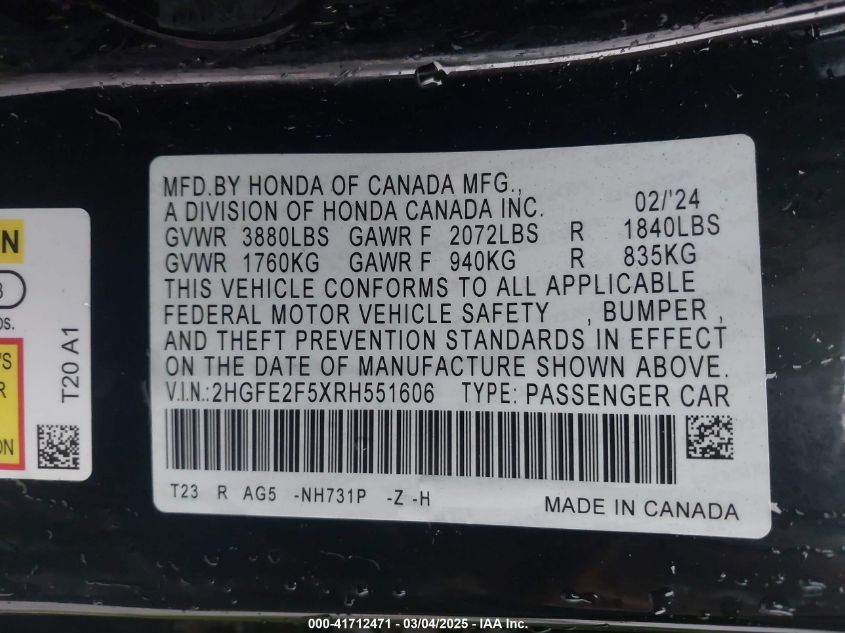 MFD.BY HONDA OF CANADA MFG.,
A DIVISION OF HONDA CANADA INC. 02/'24
GVWR 3880LBS GAWR F 2072LBS R 1840LBS
GVWR 1760KG GAWR F 940KG R 835KG
THIS VEHICLE CONFORMS TO ALL APPLICABLE
FEDERAL MOTOR VEHICLE SAFETY , BUMPER ,
AND THEFT PREVENTION STANDARDS IN EFFECT
ON THE DATE OF MANUFACTURE SHOWN ABOVE.
V.I.N.:2HGFE2F5XRH551606 TYPE: PASSENGER CAR
T23 R AG5 -NH731P -Z -H
MADE IN CANADA
T20 A1
000-41712471 - 03/04/2025 - IAA Inc.